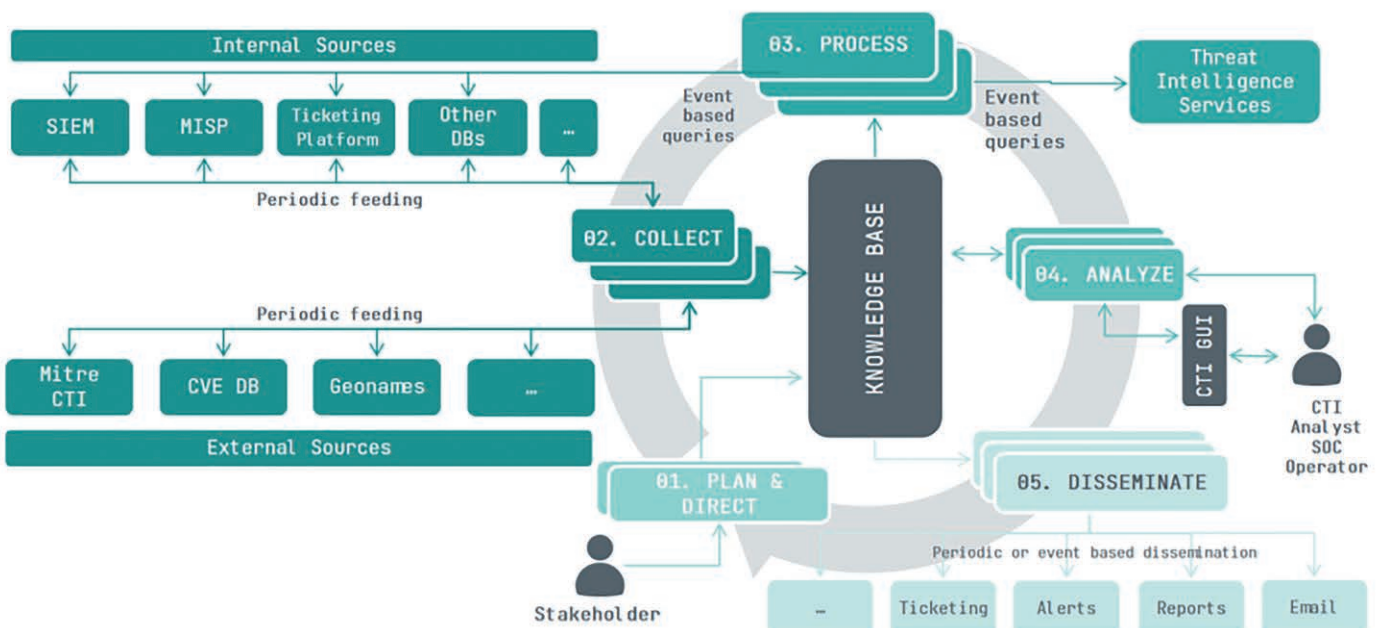 Internal Sources
SIEM
MISP
Ticketing
Platform
Other
DBs
…
Periodic feeding
Event
based
queries
03. PROCESS
Event
based
queries
Threat
Intelligence
Services
02. COLLECT
KNOWLEDGE BASE
04. ANALYZE
CTI GUI
CTI
Analyst
SOC
Operator
Periodic feeding
Mitre
CTI
CVE DB
Geonames
…
External Sources
01. PLAN &
DIRECT
Stakeholder
05. DISSEMINATE
Periodic or event based dissemination
…
Ticketing
Alerts
Reports
Email